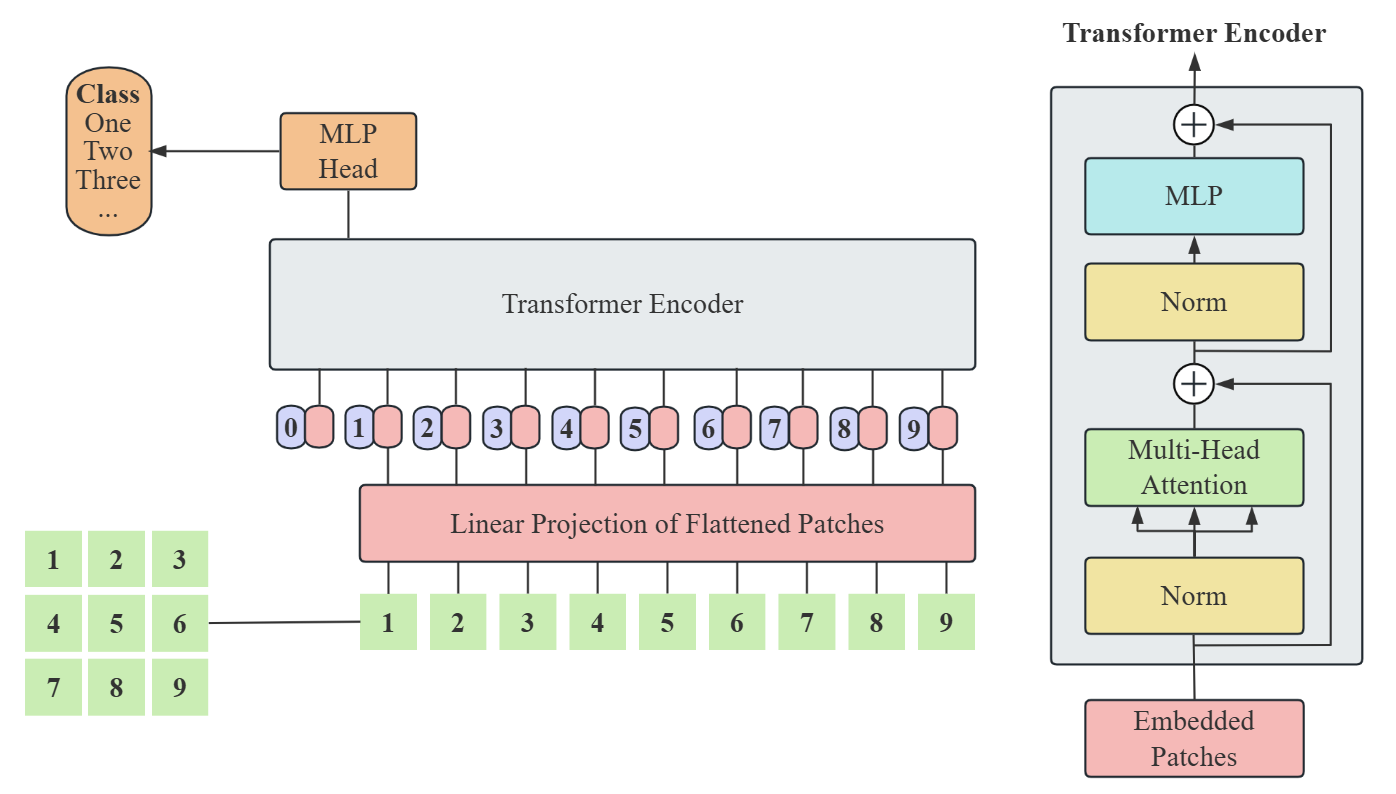 Class
One
Two
Three
...
MLP
Head
Transformer Encoder
0 1 2 3 4 5 6 7 8 9
Linear Projection of Flattened Patches
1 2 3
4 5 6
7 8 9
1 2 3 4 5 6 7 8 9
Transformer Encoder
+
MLP
Norm
+
Multi-Head
Attention
Norm
Embedded
Patches